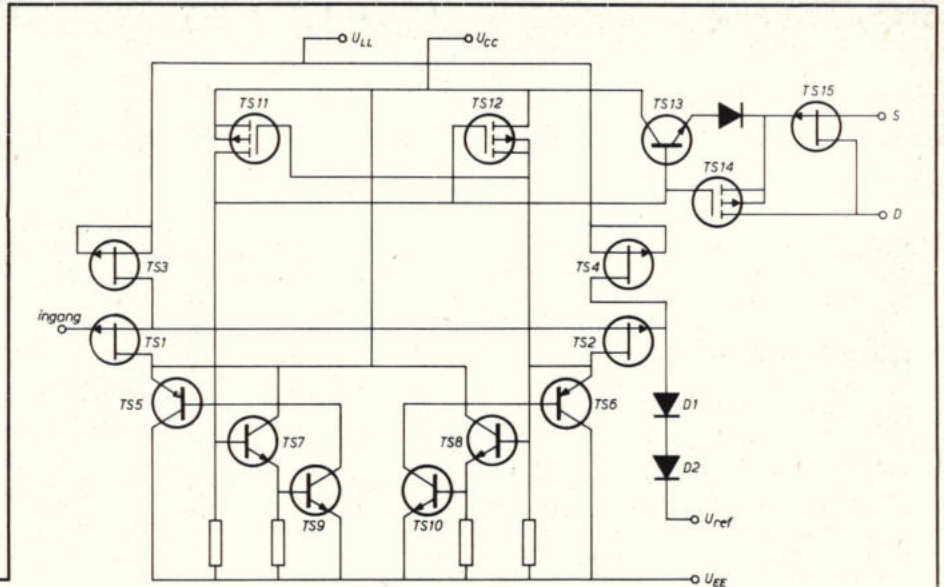 U_LL
U_CC
TS11
TS12
TS13
TS15
S
TS14
D
TS3
TS4
ingang
TS1
TS2
TS5
TS6
D1
TS7
TS8
D2
TS9
TS10
U_ref
U_EE